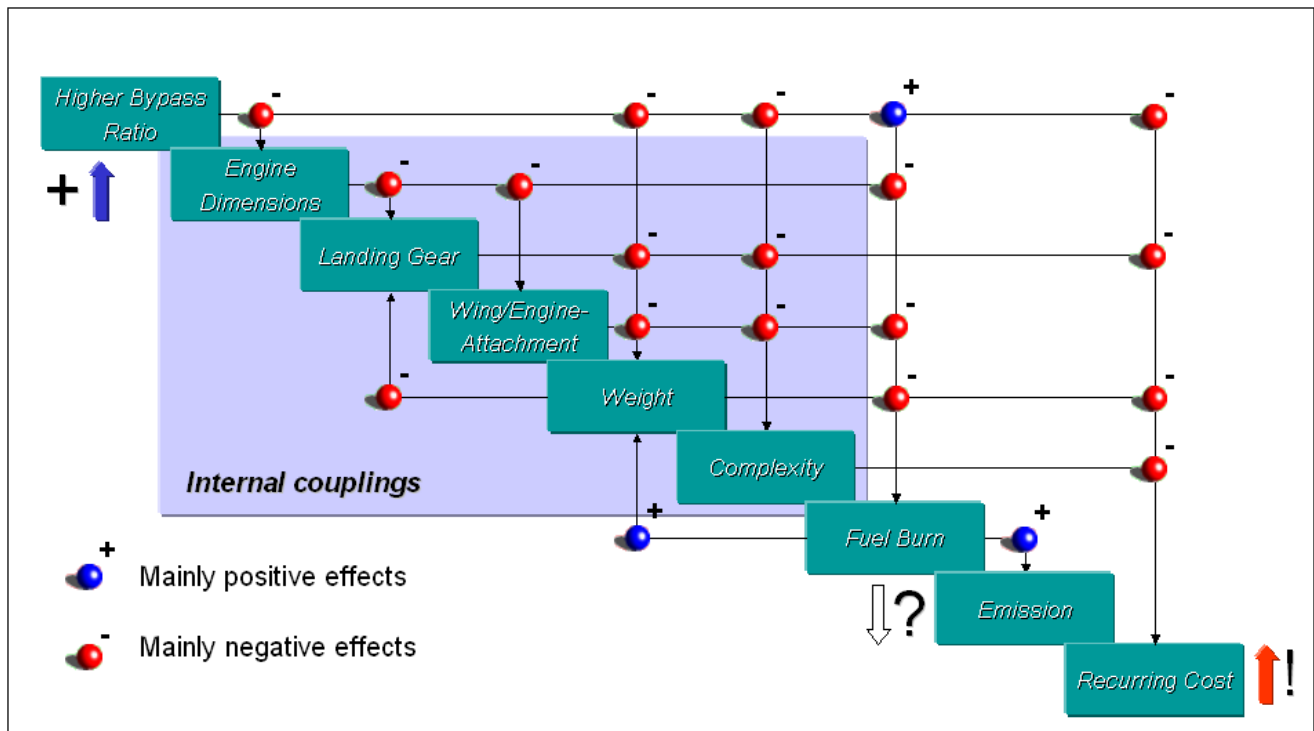 Higher Bypass
Ratio
- - - + -
+
Engine
Dimensions
- - -
Landing Gear
- - -
Wing/Engine-
Attachment
- - -
Weight
- - -
Complexity
-
Internal couplings
Fuel Burn
+ +
+
Mainly positive effects
?
Emission
-
Mainly negative effects
Recurring Cost
!